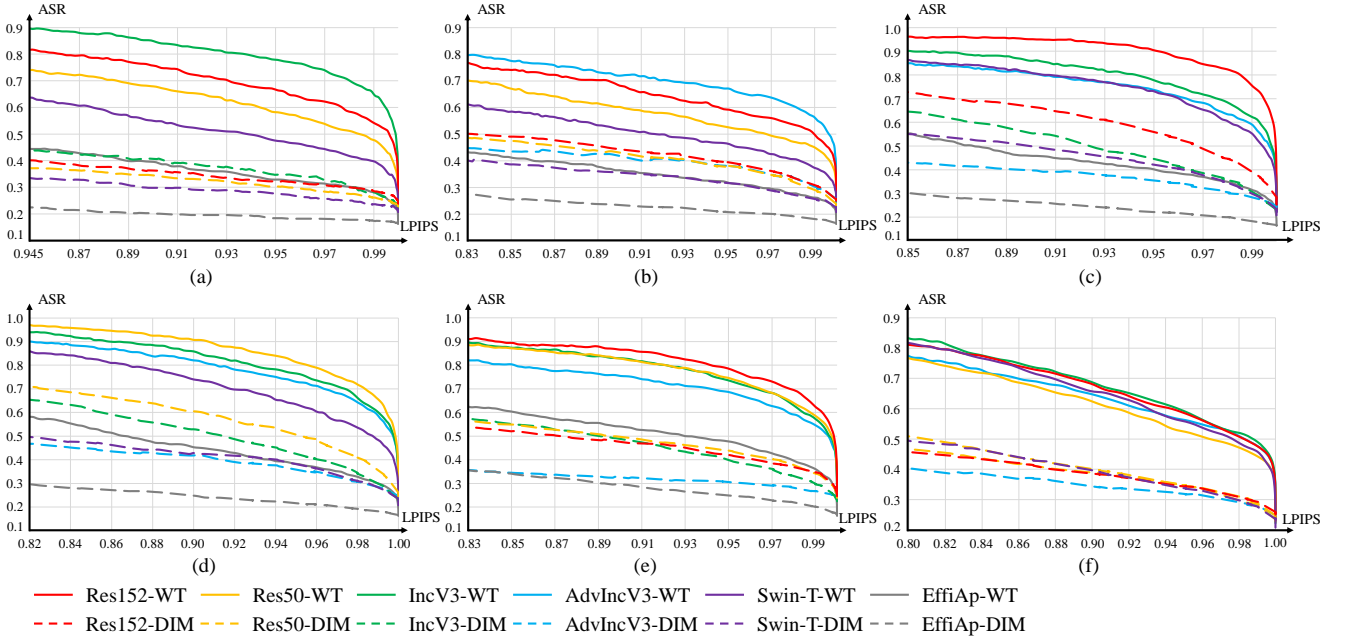 ASR
0.9
0.8
0.7
0.6
0.5
0.4
0.3
0.2
0.1
LPIPS
0.945 0.87 0.89 0.91 0.93 0.95 0.97 0.99
(a)
ASR
0.9
0.8
0.7
0.6
0.5
0.4
0.3
0.2
0.1
LPIPS
0.83 0.85 0.87 0.89 0.91 0.93 0.95 0.97 0.99
(b)
ASR
1.0
0.9
0.8
0.7
0.6
0.5
0.4
0.3
0.2
0.1
LPIPS
0.85 0.87 0.89 0.91 0.93 0.95 0.97 0.99
(c)
ASR
1.0
0.9
0.8
0.7
0.6
0.5
0.4
0.3
0.2
0.1
LPIPS
0.82 0.84 0.86 0.88 0.90 0.92 0.94 0.96 0.98 1.00
(d)
ASR
1.0
0.9
0.8
0.7
0.6
0.5
0.4
0.3
0.2
0.1
LPIPS
0.83 0.85 0.87 0.89 0.91 0.93 0.95 0.97 0.99
(e)
ASR
0.9
0.8
0.7
0.6
0.5
0.4
0.3
0.2
LPIPS
0.80 0.82 0.84 0.86 0.88 0.90 0.92 0.94 0.96 0.98 1.00
(f)
Res152-WT Res50-WT IncV3-WT AdvIncV3-WT Swin-T-WT EffiAp-WT
Res152-DIM Res50-DIM IncV3-DIM AdvIncV3-DIM Swin-T-DIM EffiAp-DIM